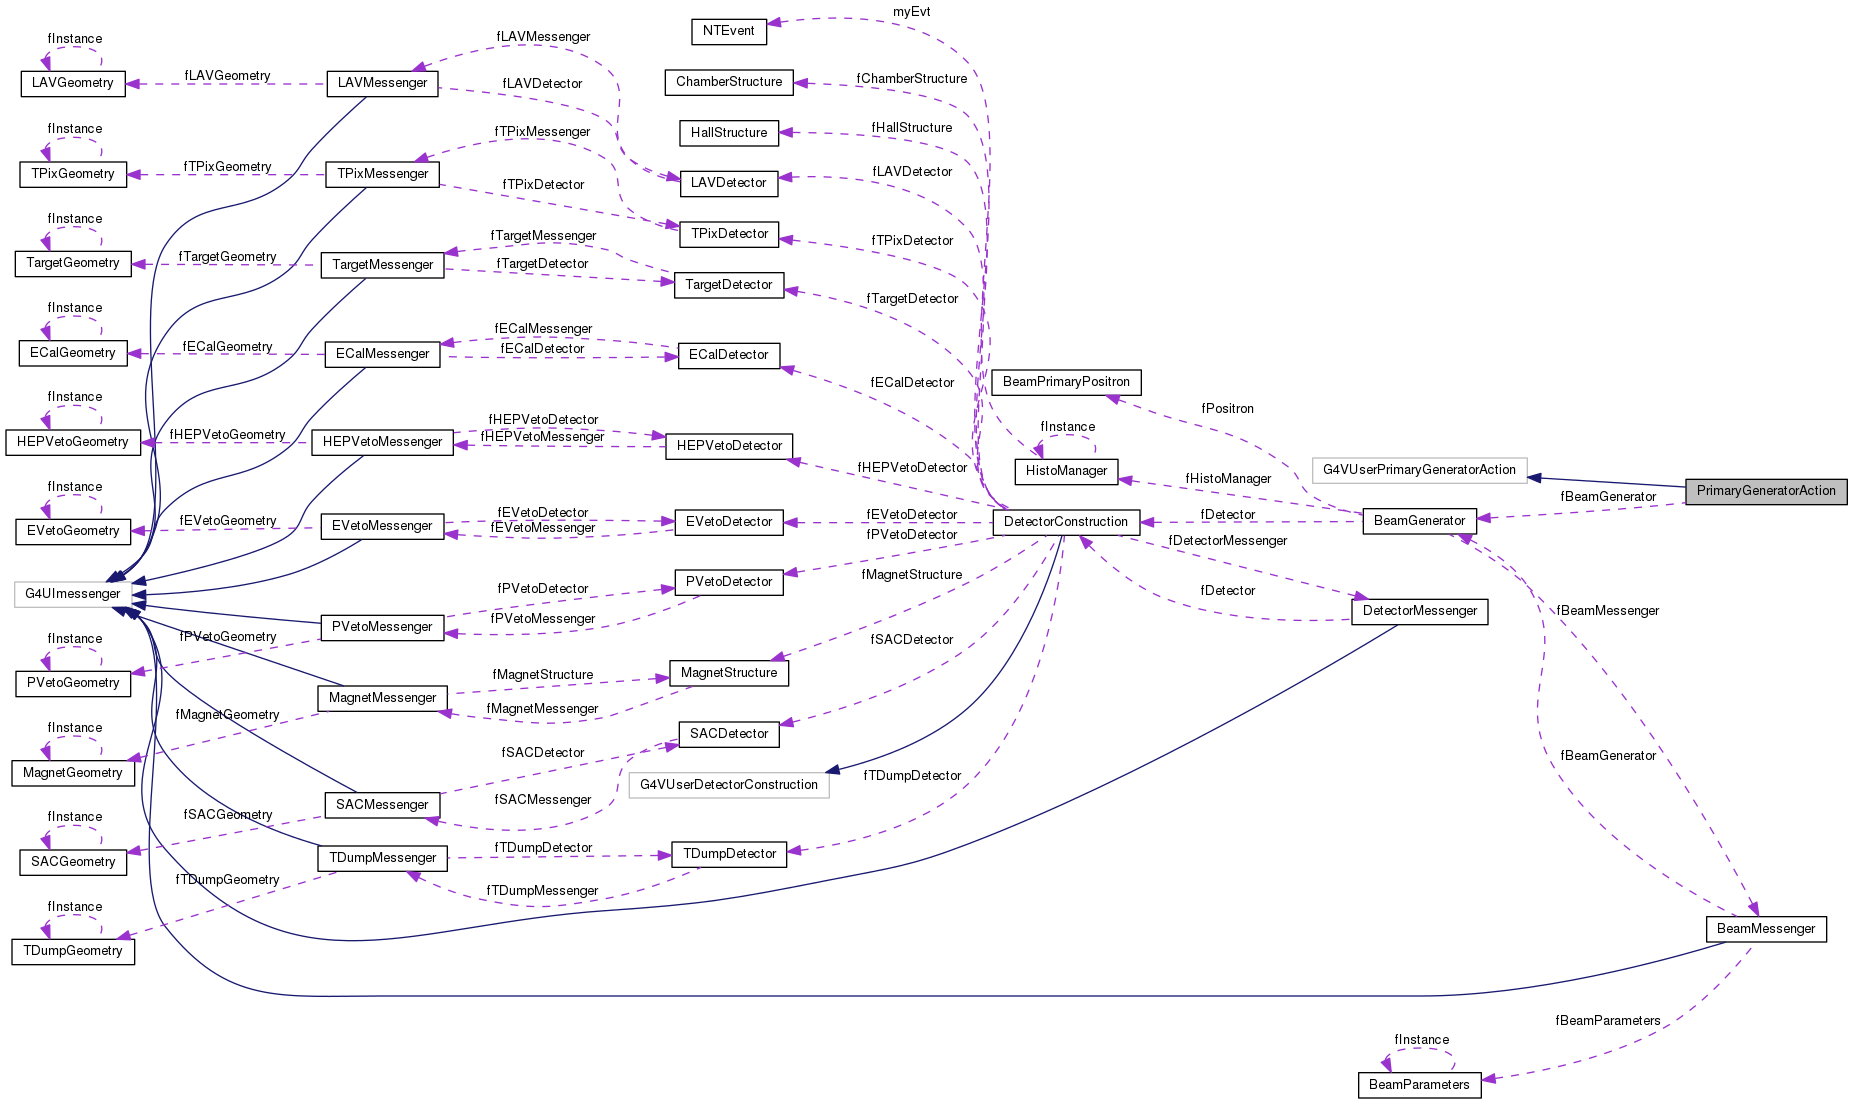 myEvt
NTEvent
fInstance
fLAVMessenger
LAVGeometry
fLAVGeometry
LAVMessenger
fLAVDetector
ChamberStructure
fChamberStructure
fInstance
fTPixMessenger
HallStructure
fHallStructure
TPixGeometry
fTPixGeometry
TPixMessenger
fTPixDetector
LAVDetector
fLAVDetector
fInstance
fTargetMessenger
TPixDetector
fTPixDetector
TargetGeometry
fTargetGeometry
TargetMessenger
fTargetDetector
TargetDetector
fTargetDetector
fInstance
fECalMessenger
ECalGeometry
fECalGeometry
ECalMessenger
fECalDetector
ECalDetector
fECalDetector
BeamPrimaryPositron
fPositron
fInstance
fHEPVetoDetector
fInstance
HEPVetoGeometry
fHEPVetoGeometry
HEPVetoMessenger
fHEPVetoMessenger
HEPVetoDetector
fHEPVetoDetector
HistoManager
fHistoManager
G4VUserPrimaryGeneratorAction
fBeamGenerator
PrimaryGeneratorAction
fInstance
EVetoGeometry
fEVetoGeometry
EVetoMessenger
fEVetoDetector
fEVetoMessenger
EVetoDetector
fEVetoDetector
fPVetoDetector
DetectorConstruction
fDetector
BeamGenerator
fDetectorMessenger
G4UImessenger
fPVetoDetector
PVetoDetector
fMagnetStructure
fDetector
DetectorMessenger
fBeamMessenger
fInstance
fPVetoGeometry
PVetoMessenger
fPVetoMessenger
fSACDetector
PVetoGeometry
MagnetMessenger
fMagnetStructure
MagnetStructure
fMagnetMessenger
fInstance
fMagnetGeometry
SACDetector
MagnetGeometry
fSACDetector
fBeamGenerator
G4VUserDetectorConstruction
fTDumpDetector
fInstance
fSACGeometry
SACMessenger
fSACMessenger
SACGeometry
TDumpMessenger
fTDumpDetector
TDumpDetector
fInstance
fTDumpGeometry
fTDumpMessenger
TDumpGeometry
BeamMessenger
fBeamParameters
fInstance
BeamParameters